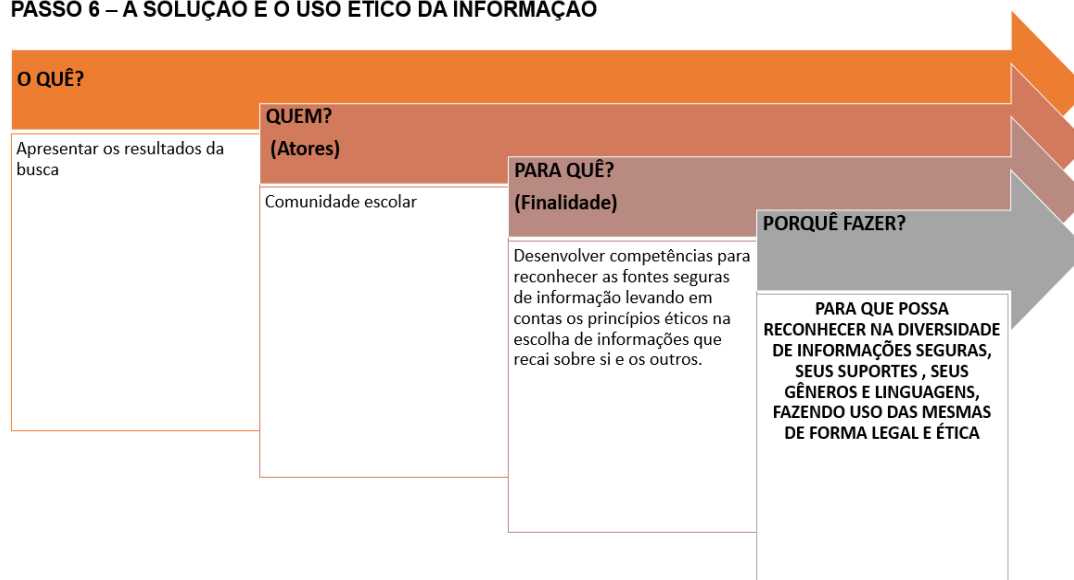 PASSO 6 – A SOLUÇÃO E O USO ÉTICO DA INFORMAÇÃO
O QUÊ?
Apresentar os resultados da
busca
QUEM?
(Atores)
Comunidade escolar
PARA QUÊ?
(Finalidade)
Desenvolver competências para
reconhecer as fontes seguras
de informação levando em
contas os princípios éticos na
escolha de informações que
recai sobre si e os outros.
PORQUÊ FAZER?
PARA QUE POSSA
RECONHECER NA DIVERSIDADE
DE INFORMAÇÕES SEGURAS,
SEUS SUPORTES , SEUS
GÊNEROS E LINGUAGENS,
FAZENDO USO DAS MESMAS
DE FORMA LEGAL E ÉTICA